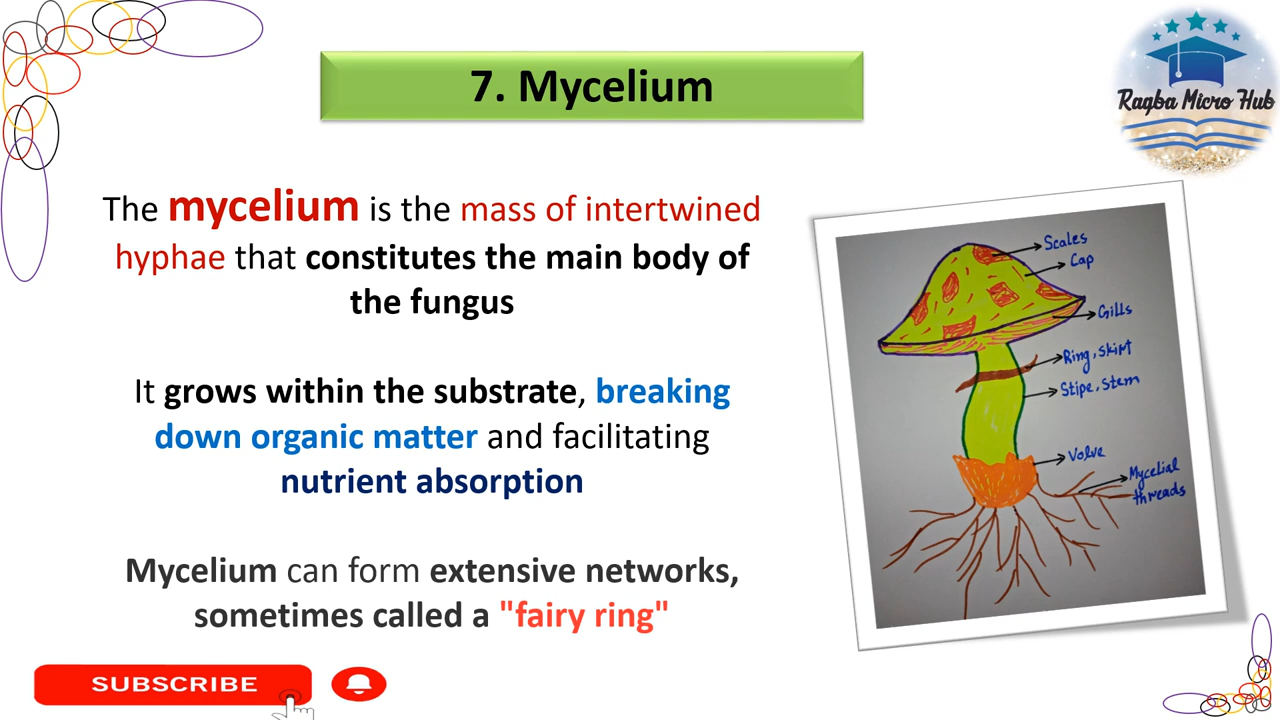 7. Mycelium
Ragba Micro Hub
The mycelium is the mass of intertwined
hyphae that constitutes the main body of
the fungus
It grows within the substrate, breaking
down organic matter and facilitating
nutrient absorption
Mycelium can form extensive networks,
sometimes called a "fairy ring"
Scales
Cap
Gills
Ring, skirt
Stipe, stem
Volve
Mycelial
threads
SUBSCRIBE